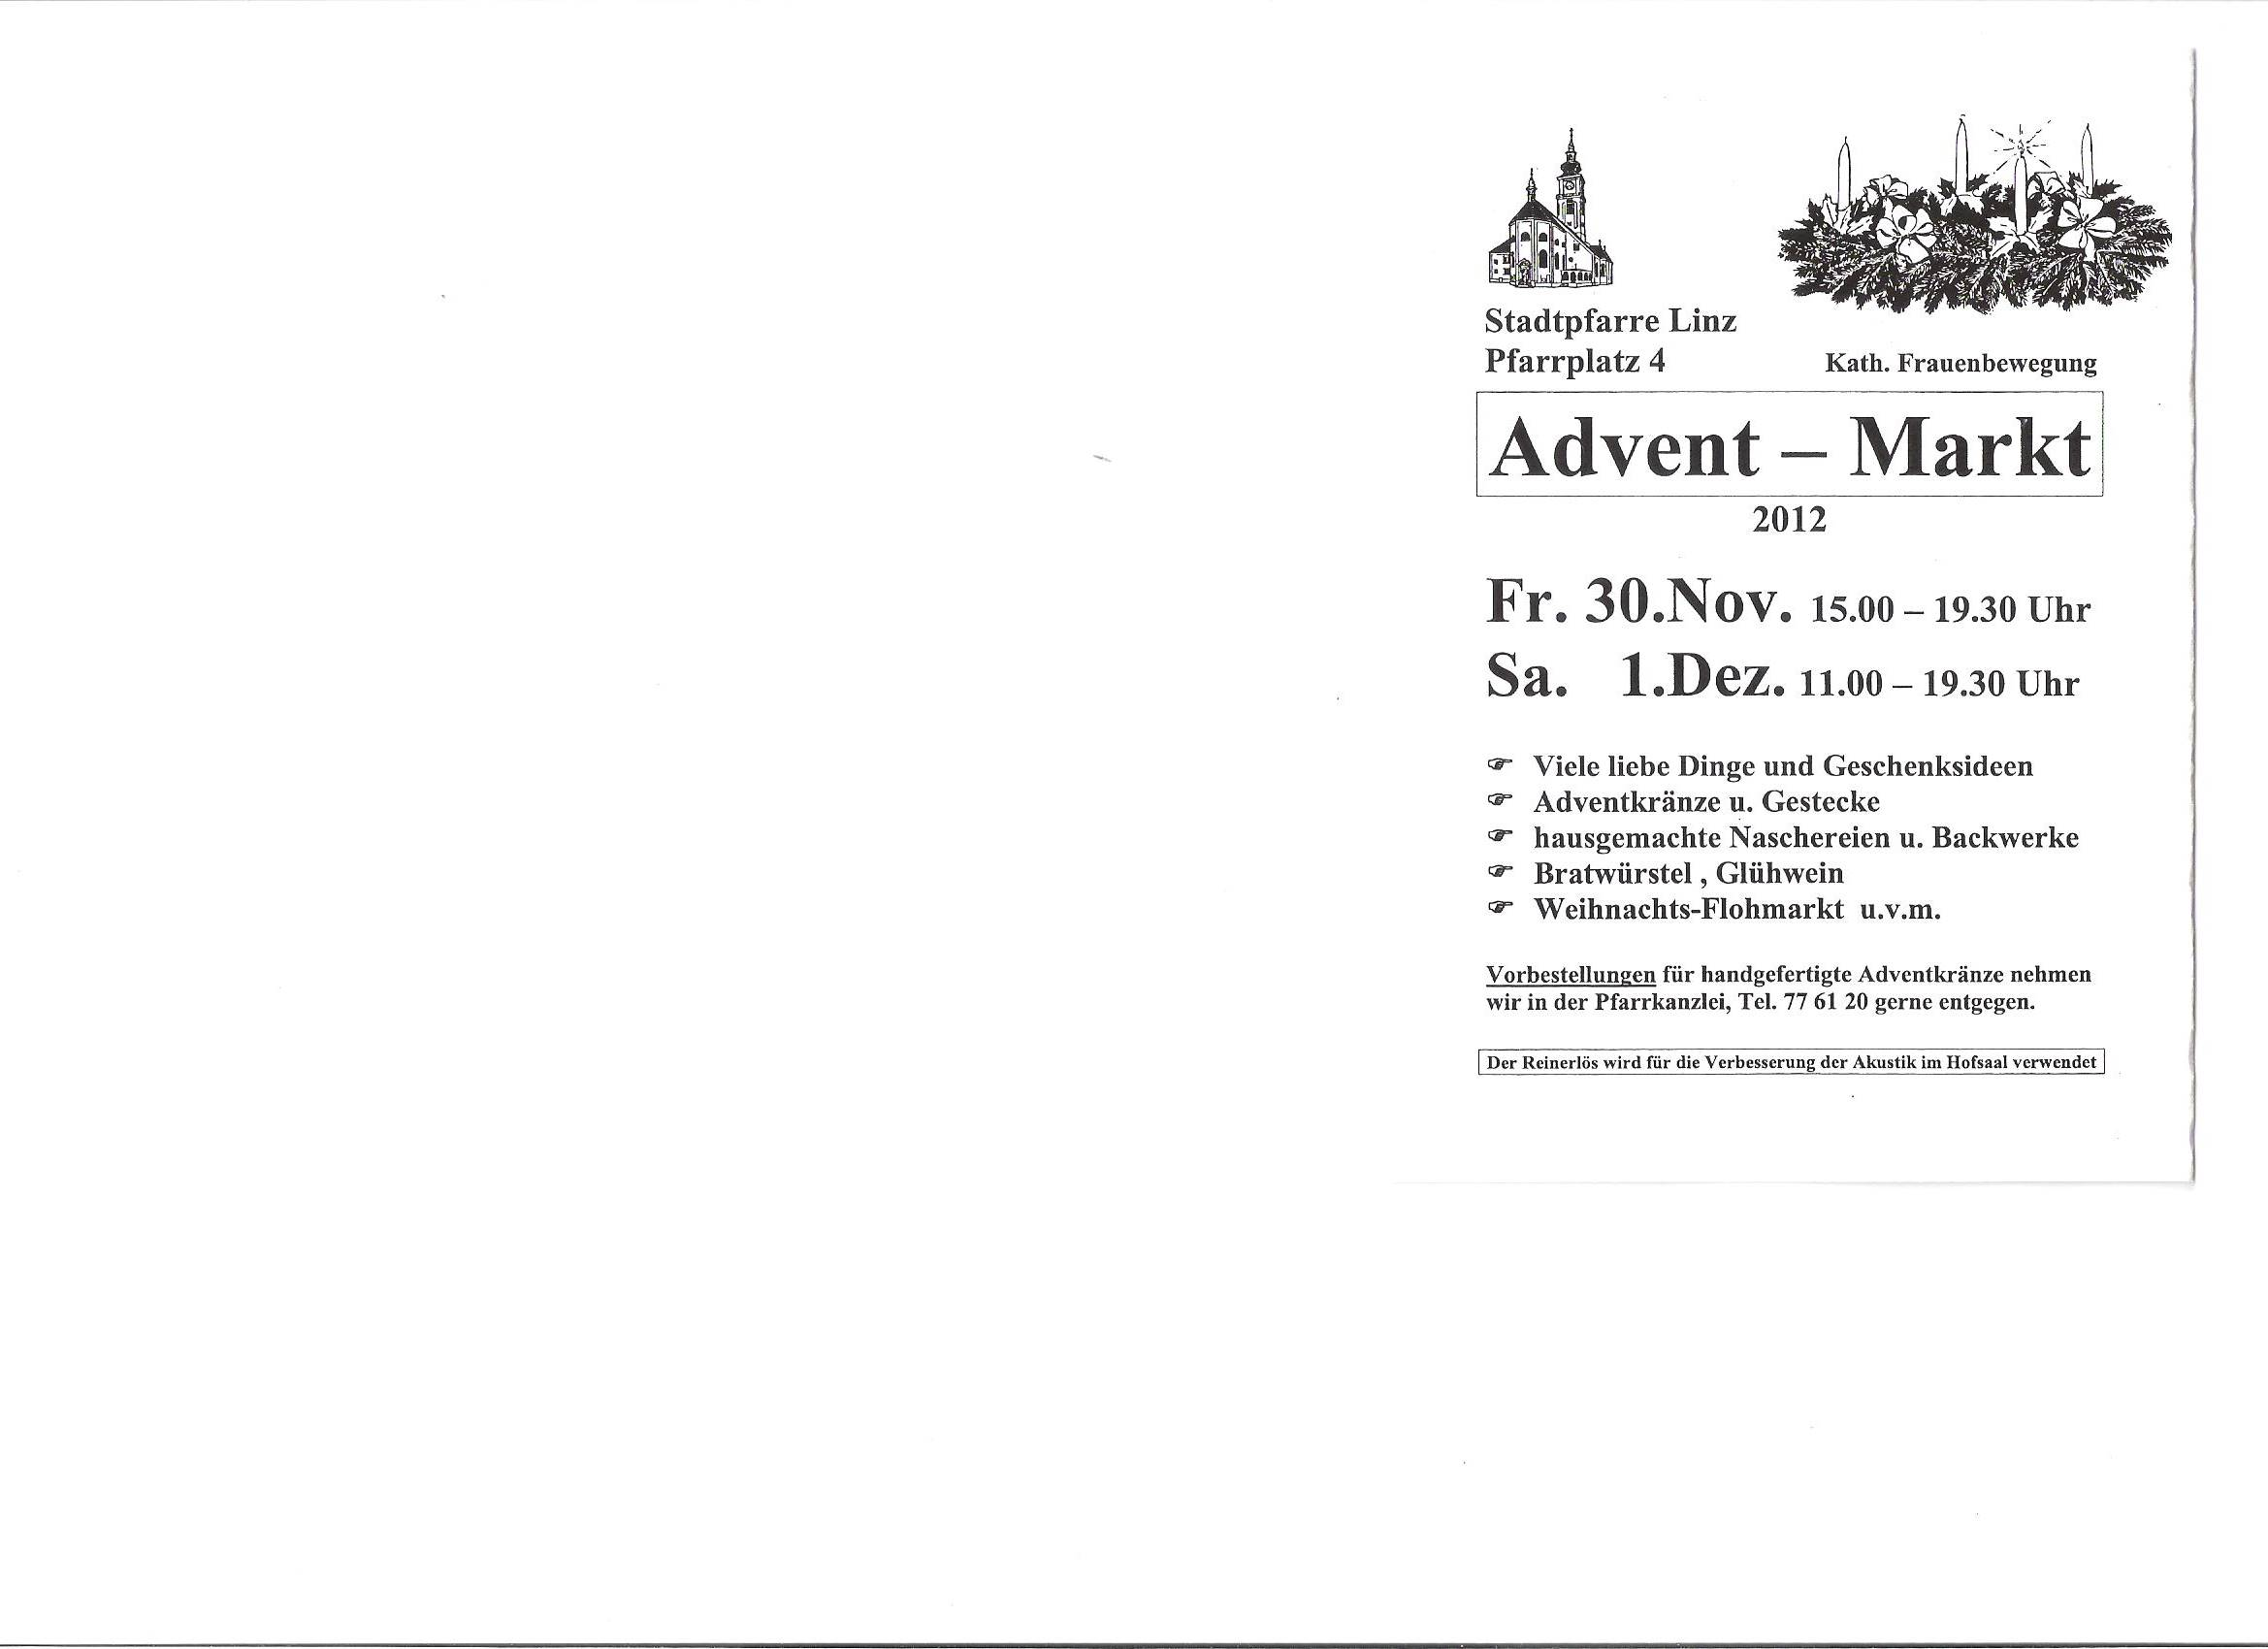 Stadtpfarre Linz
Pfarrplatz 4
Kath. Frauenbewegung
Advent – Markt
2012
Fr. 30.Nov. 15.00 – 19.30 Uhr
Sa. 1.Dez. 11.00 – 19.30 Uhr
☞ Viele liebe Dinge und Geschenksideen
☞ Adventkränze u. Gestecke
☞ hausgemachte Naschereien u. Backwerke
☞ Bratwürstel , Glühwein
☞ Weihnachts-Flohmarkt u.v.m.
Vorbestellungen für handgefertigte Adventkränze nehmen
wir in der Pfarrkanzlei, Tel. 77 61 20 gerne entgegen.
Der Reinerlös wird für die Verbesserung der Akustik im Hofsaal verwendet